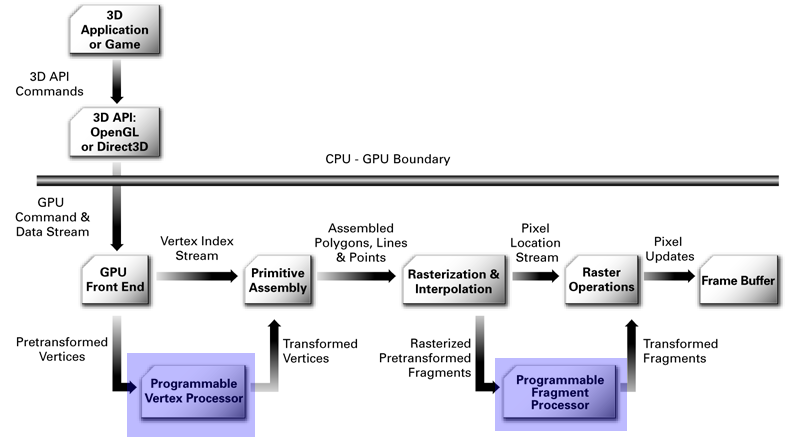 3D
Application
or Game
3D API
Commands
3D API:
OpenGL
or Direct3D
CPU - GPU Boundary
GPU
Command &
Data Stream
Vertex Index
Stream
Assembled
Polygons, Lines
& Points
Pixel
Location
Stream
Pixel
Updates
GPU
Front End
Primitive
Assembly
Rasterization &
Interpolation
Raster
Operations
Frame Buffer
Pretransformed
Vertices
Transformed
Vertices
Rasterized
Pretransformed
Fragments
Transformed
Fragments
Programmable
Vertex Processor
Programmable
Fragment
Processor